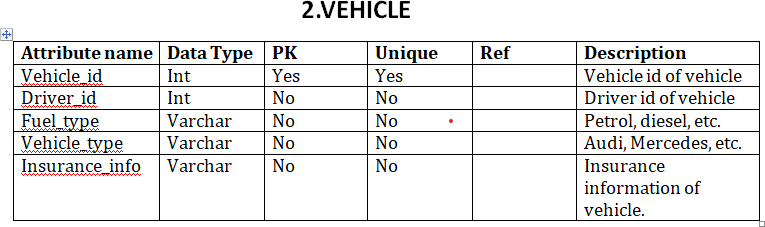 2.VEHICLE
Attribute name Data Type PK Unique Ref Description
Vehicle_id Int Yes Yes Vehicle id of vehicle
Driver_id Int No No Driver id of vehicle
Fuel_type Varchar No No Petrol, diesel, etc.
Vehicle_type Varchar No No Audi, Mercedes, etc.
Insurance_info Varchar No No Insurance
information of
vehicle.